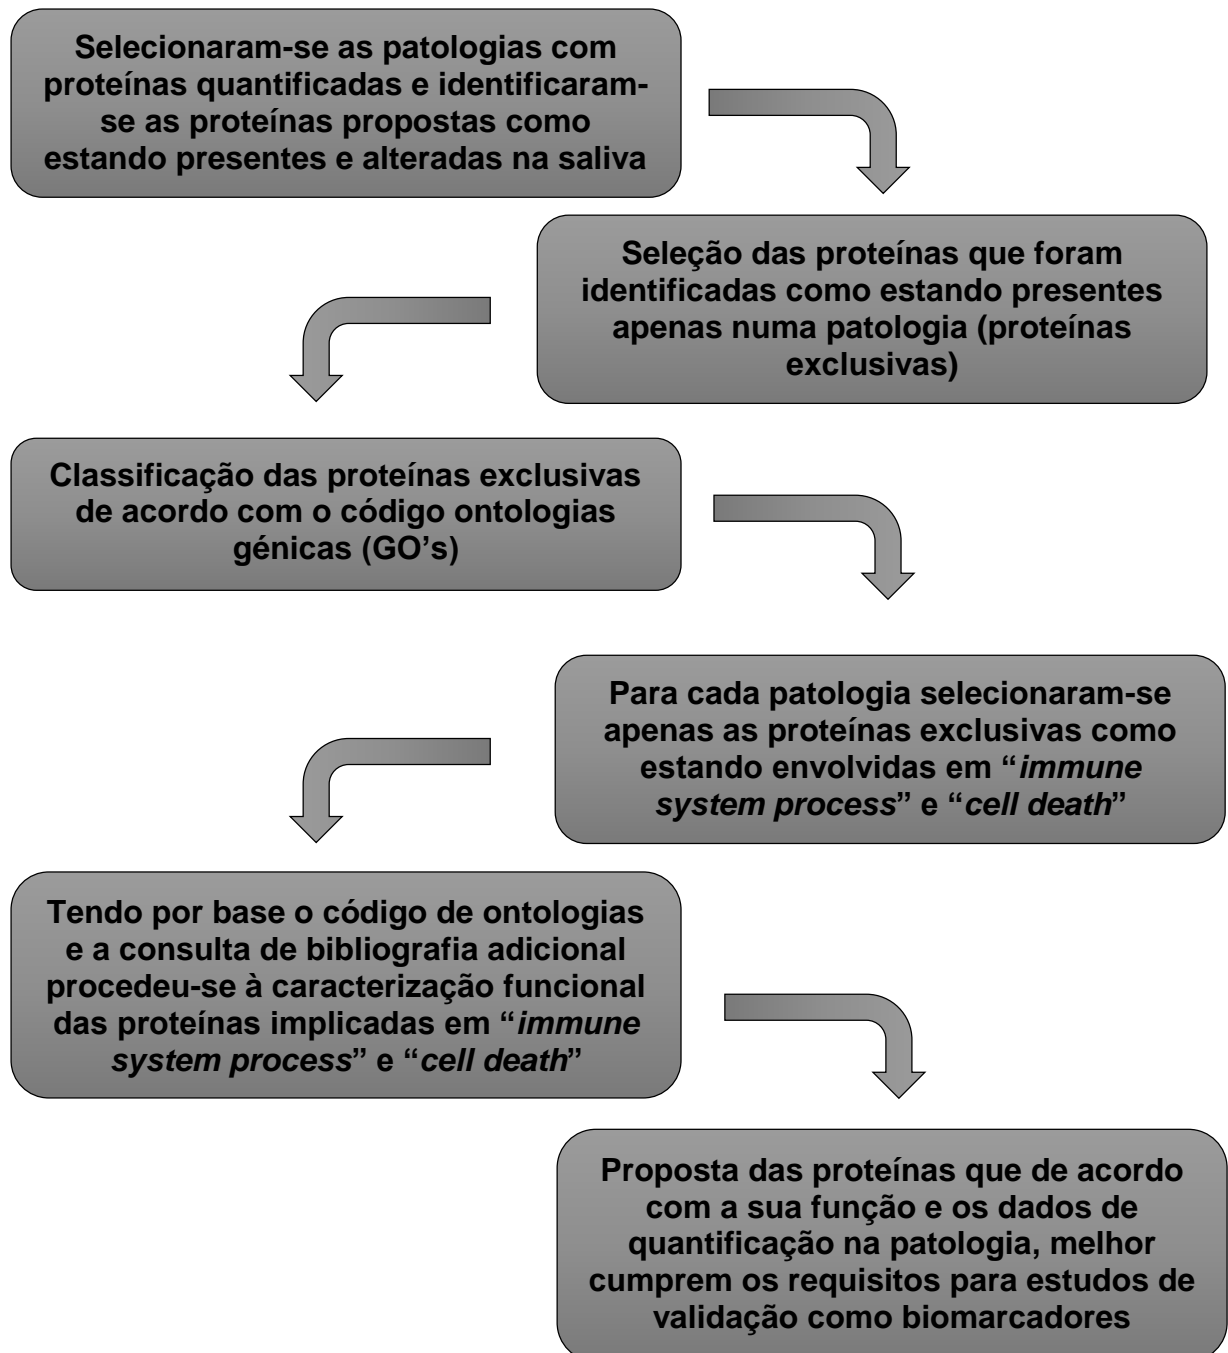 Selecionaram-se as patologias com
proteínas quantificadas e identificaram-
se as proteínas propostas como
estando presentes e alteradas na saliva
Seleção das proteínas que foram
identificadas como estando presentes
apenas numa patologia (proteínas
exclusivas)
Classificação das proteínas exclusivas
de acordo com o código ontologias
génicas (GO’s)
Para cada patologia selecionaram-se
apenas as proteínas exclusivas como
estando envolvidas em “immune
system process” e “cell death”
Tendo por base o código de ontologias
e a consulta de bibliografia adicional
procedeu-se à caracterização funcional
das proteínas implicadas em “immune
system process” e “cell death”
Proposta das proteínas que de acordo
com a sua função e os dados de
quantificação na patologia, melhor
cumprem os requisitos para estudos de
validação como biomarcadores